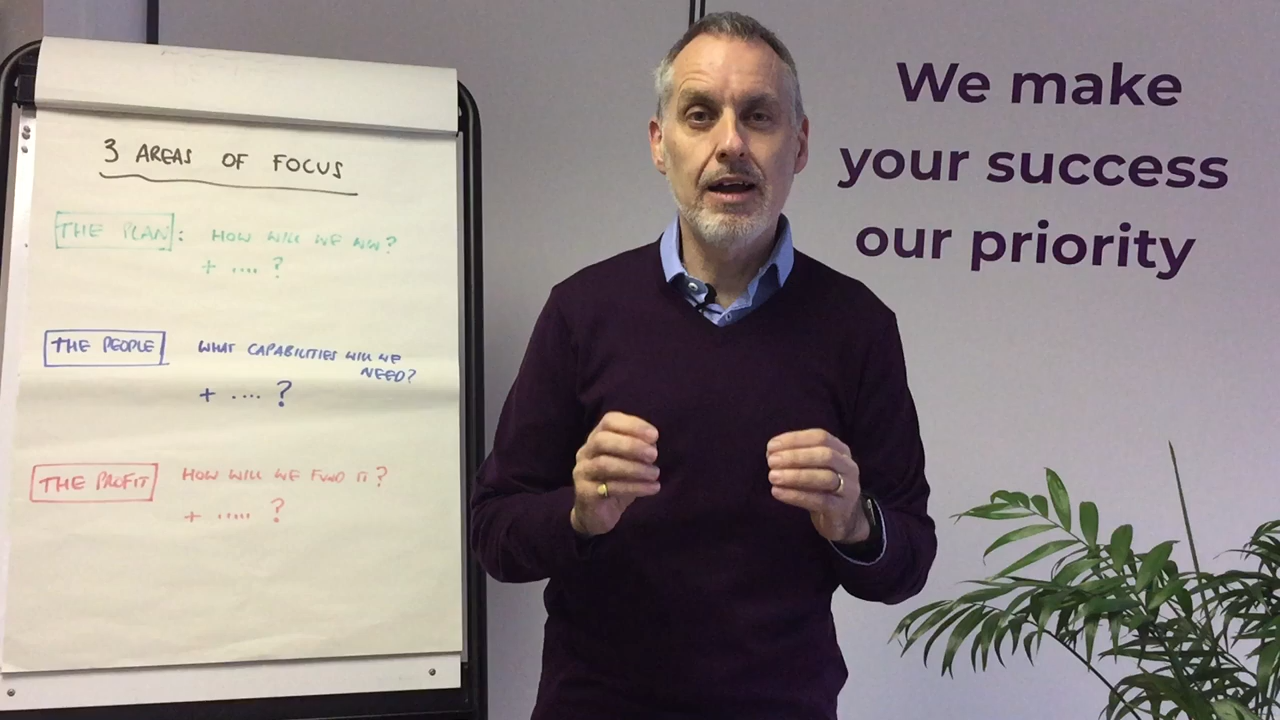 3 AREAS OF FOCUS
THE PLAN: HOW WILL WE WIN?
+ .... ?
THE PEOPLE WHAT CAPABILITIES WILL WE
NEED?
+ .... ?
THE PROFIT HOW WILL WE FUND IT?
+ ..... ?
We make
your success
our priority